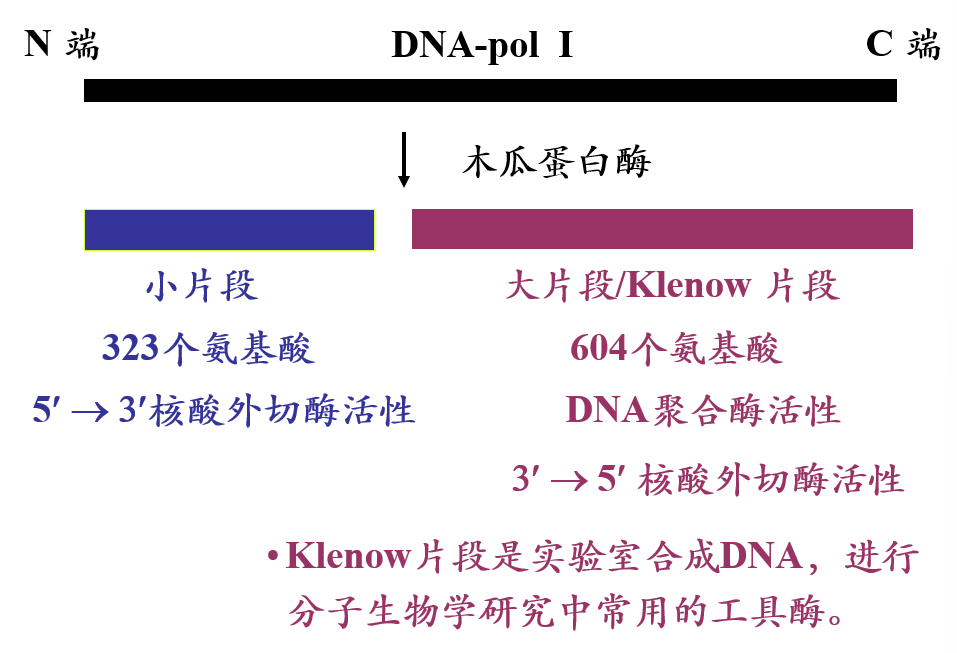 N 端 DNA-pol I C 端
木瓜蛋白酶
小片段 大片段/Klenow 片段
323个氨基酸 604个氨基酸
5′ → 3′核酸外切酶活性 DNA聚合酶活性
3′ → 5′ 核酸外切酶活性
•Klenow片段是实验室合成DNA，进行
分子生物学研究中常用的工具酶。